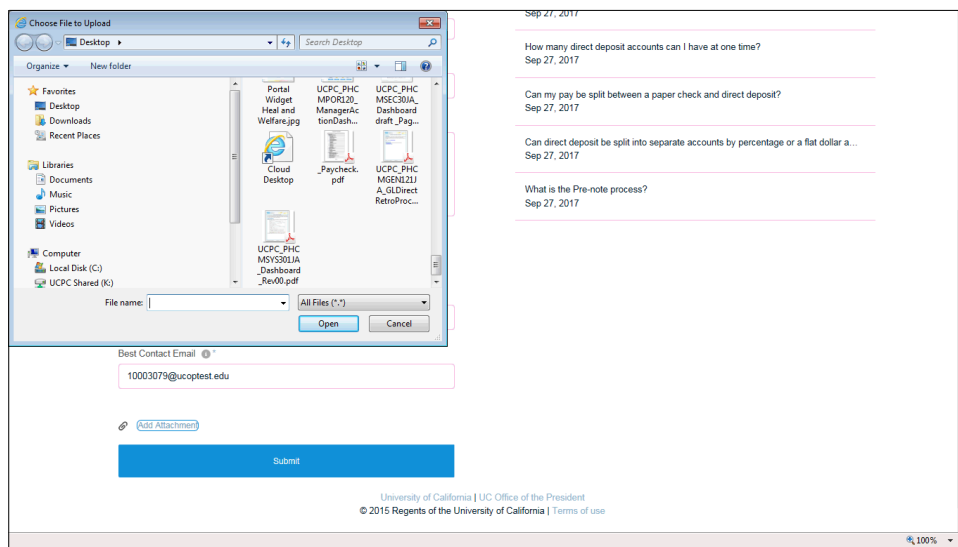 Choose File to Upload
Desktop
Search Desktop
Organize
New folder
Favorites
Desktop
Downloads
Recent Places
Libraries
Documents
Music
Pictures
Videos
Computer
Local Disk (C:)
UCPC Shared (K:)
Portal
Widget
Heal and
Welfare.jpg
UCPC_PHC
MPOR120_
ManagerAc
tionDash...
UCPC_PHC
MSEC30JA_
Dashboard
draft_Pag...
Cloud
Desktop
_Paycheck.
pdf
UCPC_PHC
MGEN121J
A_GLDirect
RetroProc...
UCPC_PHC
MSYS301JA
_Dashboard
_Rev00.pdf
File name:
All Files (*.*)
Open
Cancel
Best Contact Email *
10003079@ucoptest.edu
Add Attachment
Submit
Sep 27, 2017
How many direct deposit accounts can I have at one time?
Sep 27, 2017
Can my pay be split between a paper check and direct deposit?
Sep 27, 2017
Can direct deposit be split into separate accounts by percentage or a flat dollar a...
Sep 27, 2017
What is the Pre-note process?
Sep 27, 2017
University of California | UC Office of the President
© 2015 Regents of the University of California | Terms of use
100%